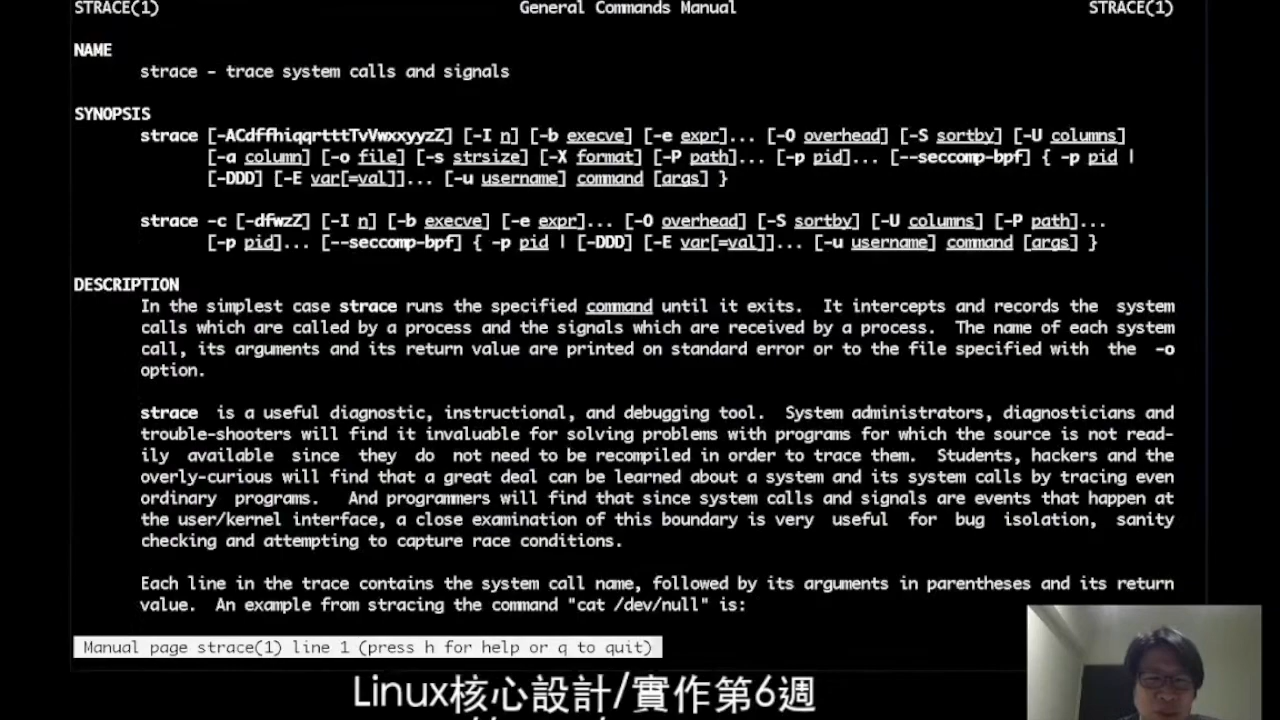 STRACE(1) General Commands Manual STRACE(1)
NAME
strace - trace system calls and signals
SYNOPSIS
strace [-ACdffhiqqrtttTvVwxxyyzZ] [-I n] [-b execve] [-e expr]... [-O overhead] [-S sortby] [-U columns]
[-a column] [-o file] [-s strsize] [-X format] [-P path]... [-p pid]... [--seccomp-bpf] { -p pid |
[-DDD] [-E var[=val]]... [-u username] command [args] }
strace -c [-dfwzZ] [-I n] [-b execve] [-e expr]... [-O overhead] [-S sortby] [-U columns] [-P path]...
[-p pid]... [--seccomp-bpf] { -p pid | [-DDD] [-E var[=val]]... [-u username] command [args] }
DESCRIPTION
In the simplest case strace runs the specified command until it exits. It intercepts and records the system
calls which are called by a process and the signals which are received by a process. The name of each system
call, its arguments and its return value are printed on standard error or to the file specified with the -o
option.
strace is a useful diagnostic, instructional, and debugging tool. System administrators, diagnosticians and
trouble-shooters will find it invaluable for solving problems with programs for which the source is not read-
ily available since they do not need to be recompiled in order to trace them. Students, hackers and the
overly-curious will find that a great deal can be learned about a system and its system calls by tracing even
ordinary programs. And programmers will find that since system calls and signals are events that happen at
the user/kernel interface, a close examination of this boundary is very useful for bug isolation, sanity
checking and attempting to capture race conditions.
Each line in the trace contains the system call name, followed by its arguments in parentheses and its return
value. An example from stracing the command "cat /dev/null" is:
Manual page strace(1) line 1 (press h for help or q to quit)
Linux核心設計/實作第6週